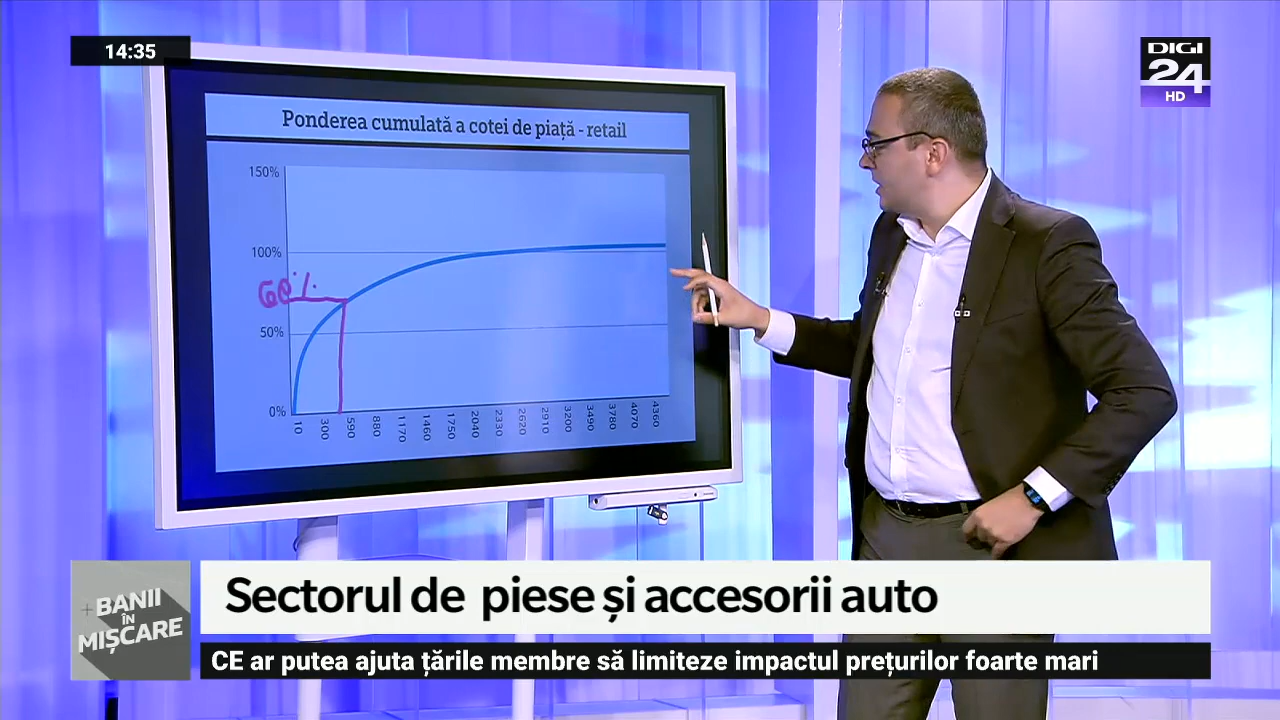 14:35
DIGI
24
HD
Ponderea cumulată a cotei de piață - retail
150%
100%
60%
50%
0%
10
300
590
880
1170
1460
1750
2040
2330
2620
2910
3200
3490
3780
4070
4360
+ BANII
ÎN
MIȘCARE
Sectorul de piese și accesorii auto
CE ar putea ajuta țările membre să limiteze impactul prețurilor foarte mari